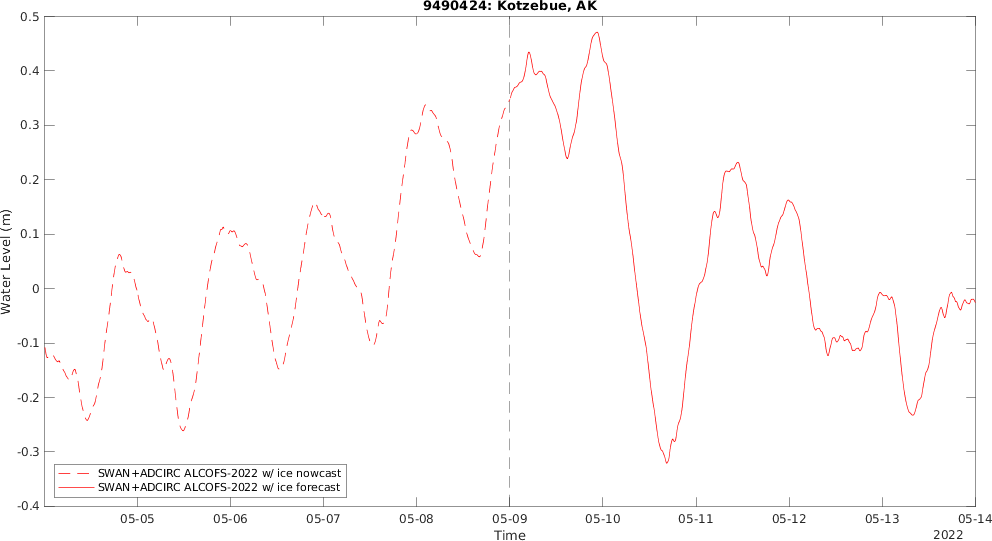 9490424: Kotzebue, AK
0.5
0.4
0.3
0.2
0.1
0
-0.1
-0.2
-0.3
-0.4
Water Level (m)
SWAN+ADCIRC ALCOFS-2022 w/ ice nowcast
SWAN+ADCIRC ALCOFS-2022 w/ ice forecast
05-05 05-06 05-07 05-08 05-09 05-10 05-11 05-12 05-13 05-14
Time
2022